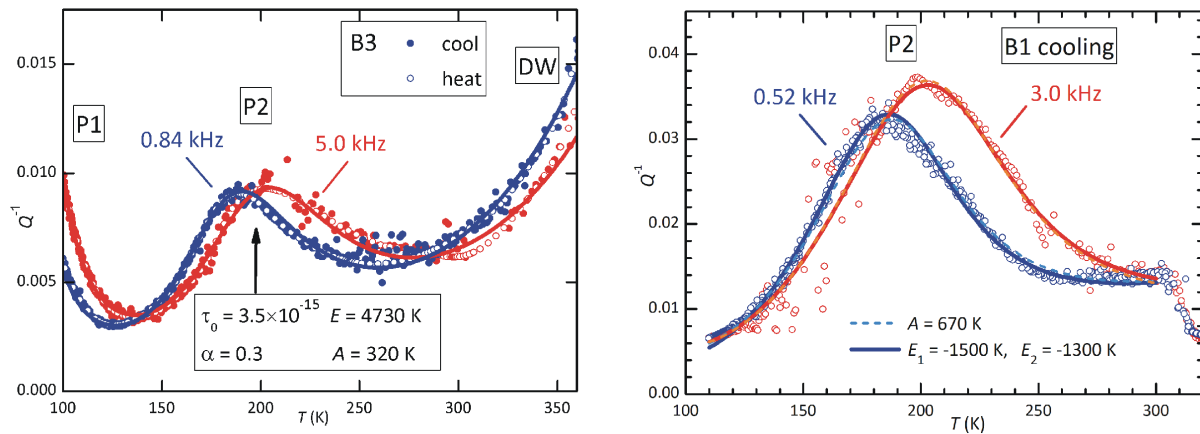 B3
cool
heat
DW
P1
P2
0.84 kHz
5.0 kHz
τ0 = 3.5×10-15 E = 4730 K
α = 0.3 A = 320 K
0.015
0.010
0.005
0.000
Q-1
100 150 200 250 300 350
T (K)
P2
B1 cooling
0.52 kHz
3.0 kHz
A = 670 K
E1 = -1500 K, E2 = -1300 K
0.04
0.03
0.02
0.01
0.00
Q-1
100 150 200 250 300
T (K)